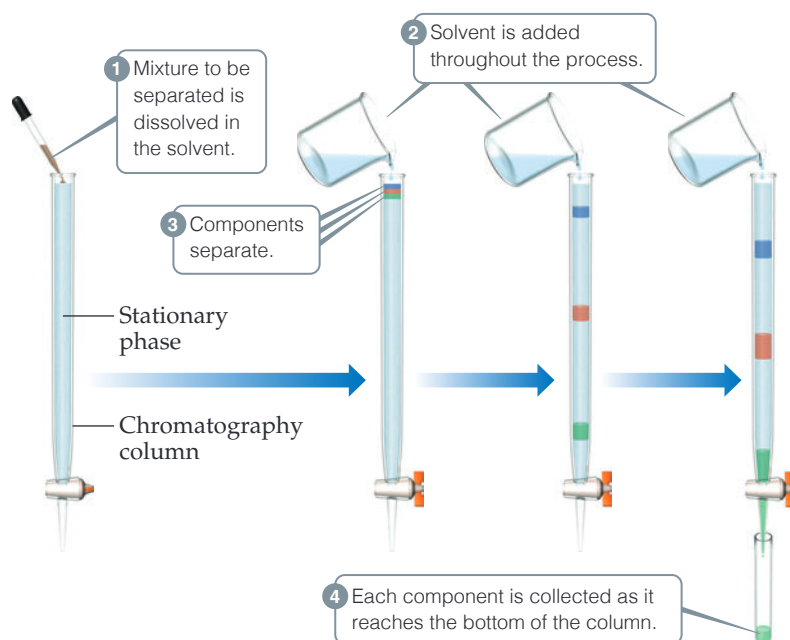 1 Mixture to be
separated is
dissolved in
the solvent.
2 Solvent is added
throughout the process.
3 Components
separate.
Stationary
phase
Chromatography
column
4 Each component is collected as it
reaches the bottom of the column.